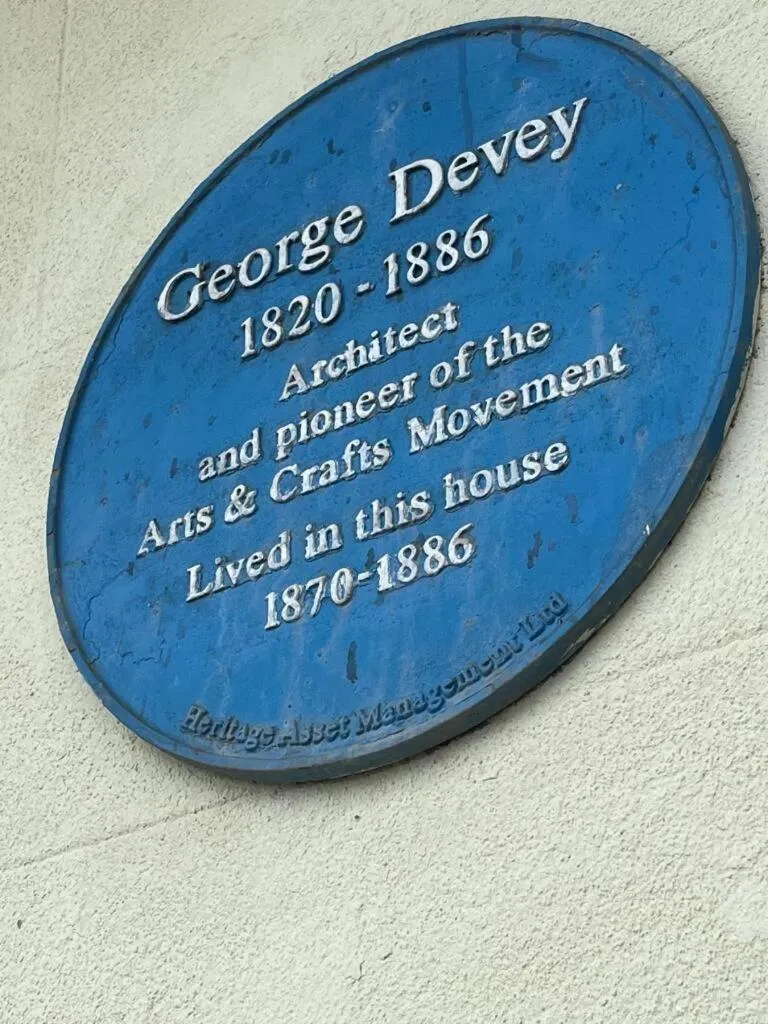 George Devey
1820 - 1886
Architect
and pioneer of the
Arts & Crafts Movement
Lived in this house
1870-1886
Heritage Asset Management Ltd